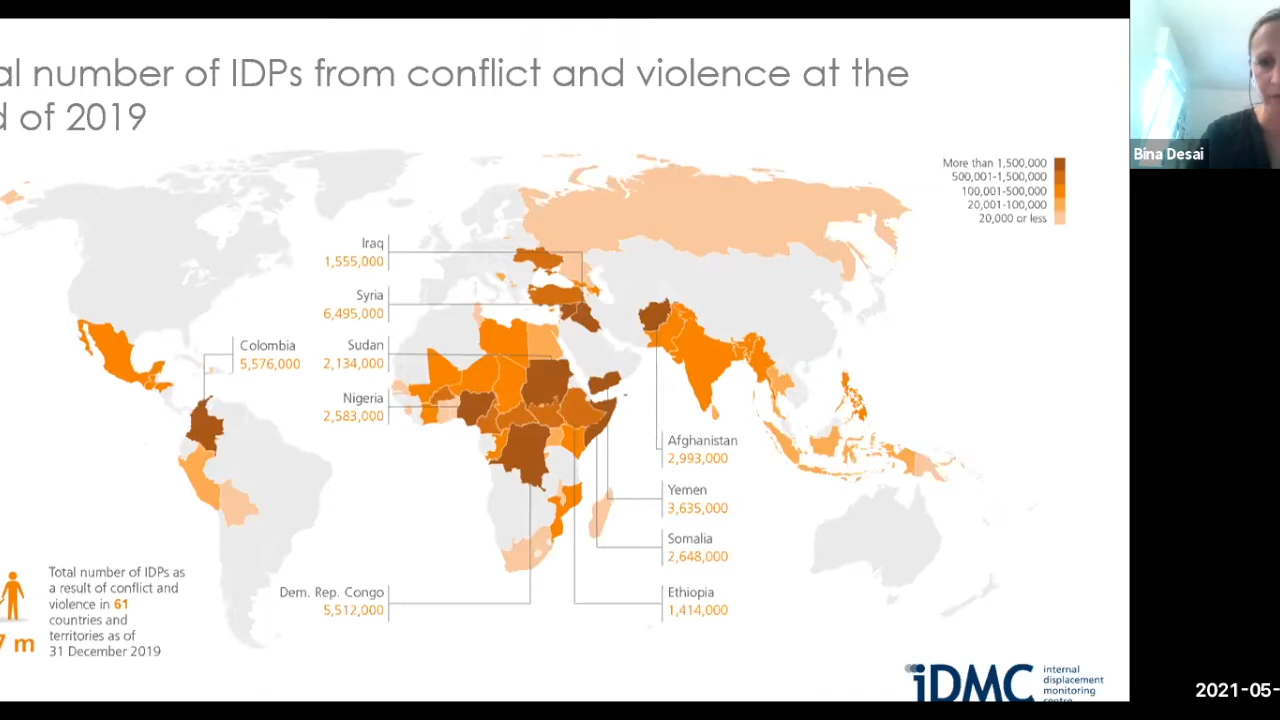 al number of IDPs from conflict and violence at the
d of 2019
Bina Desai
More than 1,500,000
500,001-1,500,000
100,001-500,000
20,001-100,000
20,000 or less
Iraq
1,555,000
Syria
6,495,000
Colombia
5,576,000
Sudan
2,134,000
Nigeria
2,583,000
Afghanistan
2,993,000
Yemen
3,635,000
Somalia
2,648,000
Dem. Rep. Congo
5,512,000
Ethiopia
1,414,000
7 m
Total number of IDPs as
a result of conflict and
violence in 61
countries and
territories as of
31 December 2019
iDMC
internal
displacement
monitoring
centre
2021-05-